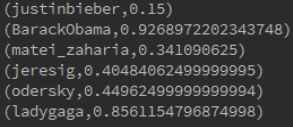 (justinbieber,0.15)
(BarackObama,0.9268972202343748)
(matei_zaharia,0.341090625)
(jeresig,0.40484062499999995)
(odersky,0.44962499999999994)
(ladygaga,0.8561154796874998)